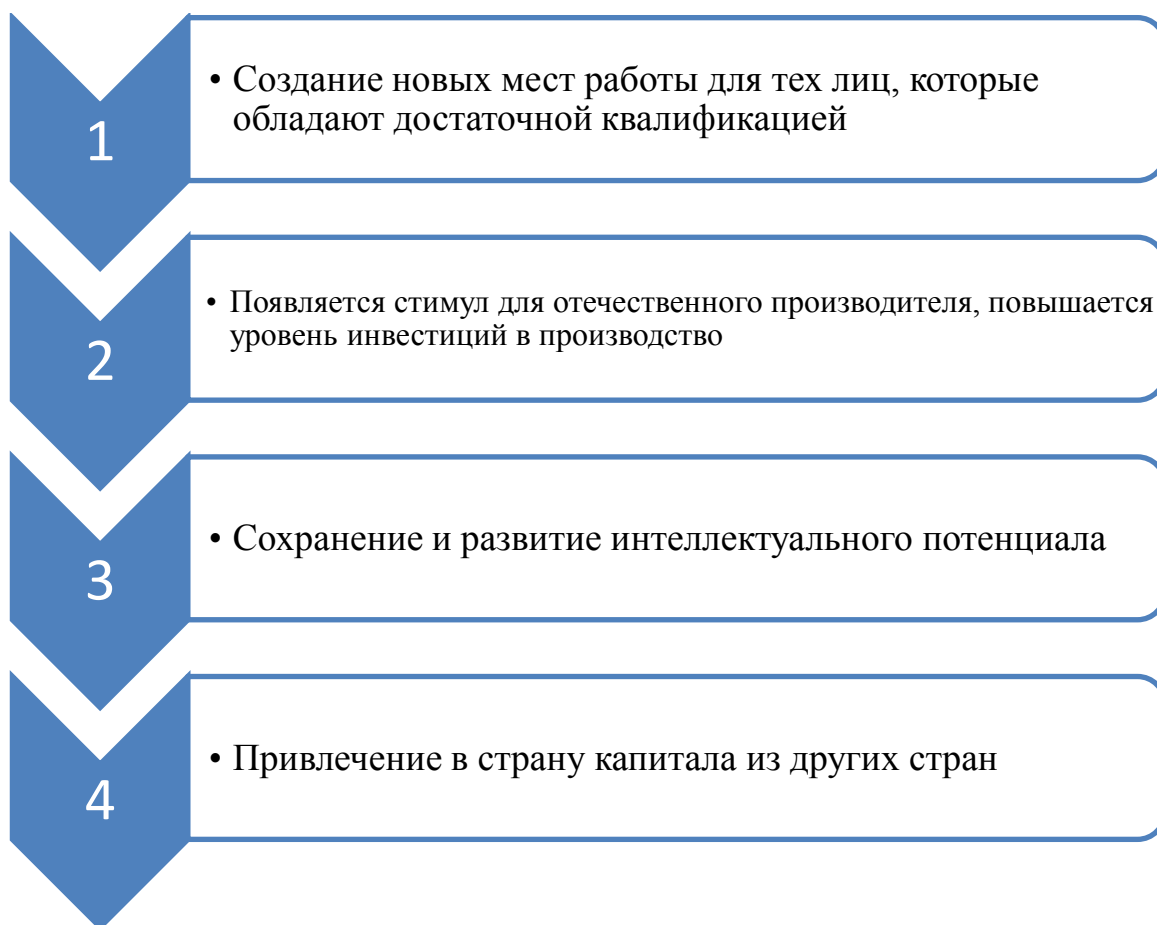 1
• Создание новых мест работы для тех лиц, которые
обладают достаточной квалификацией
2
• Появляется стимул для отечественного производителя, повышается
уровень инвестиций в производство
3
• Сохранение и развитие интеллектуального потенциала
4
• Привлечение в страну капитала из других стран